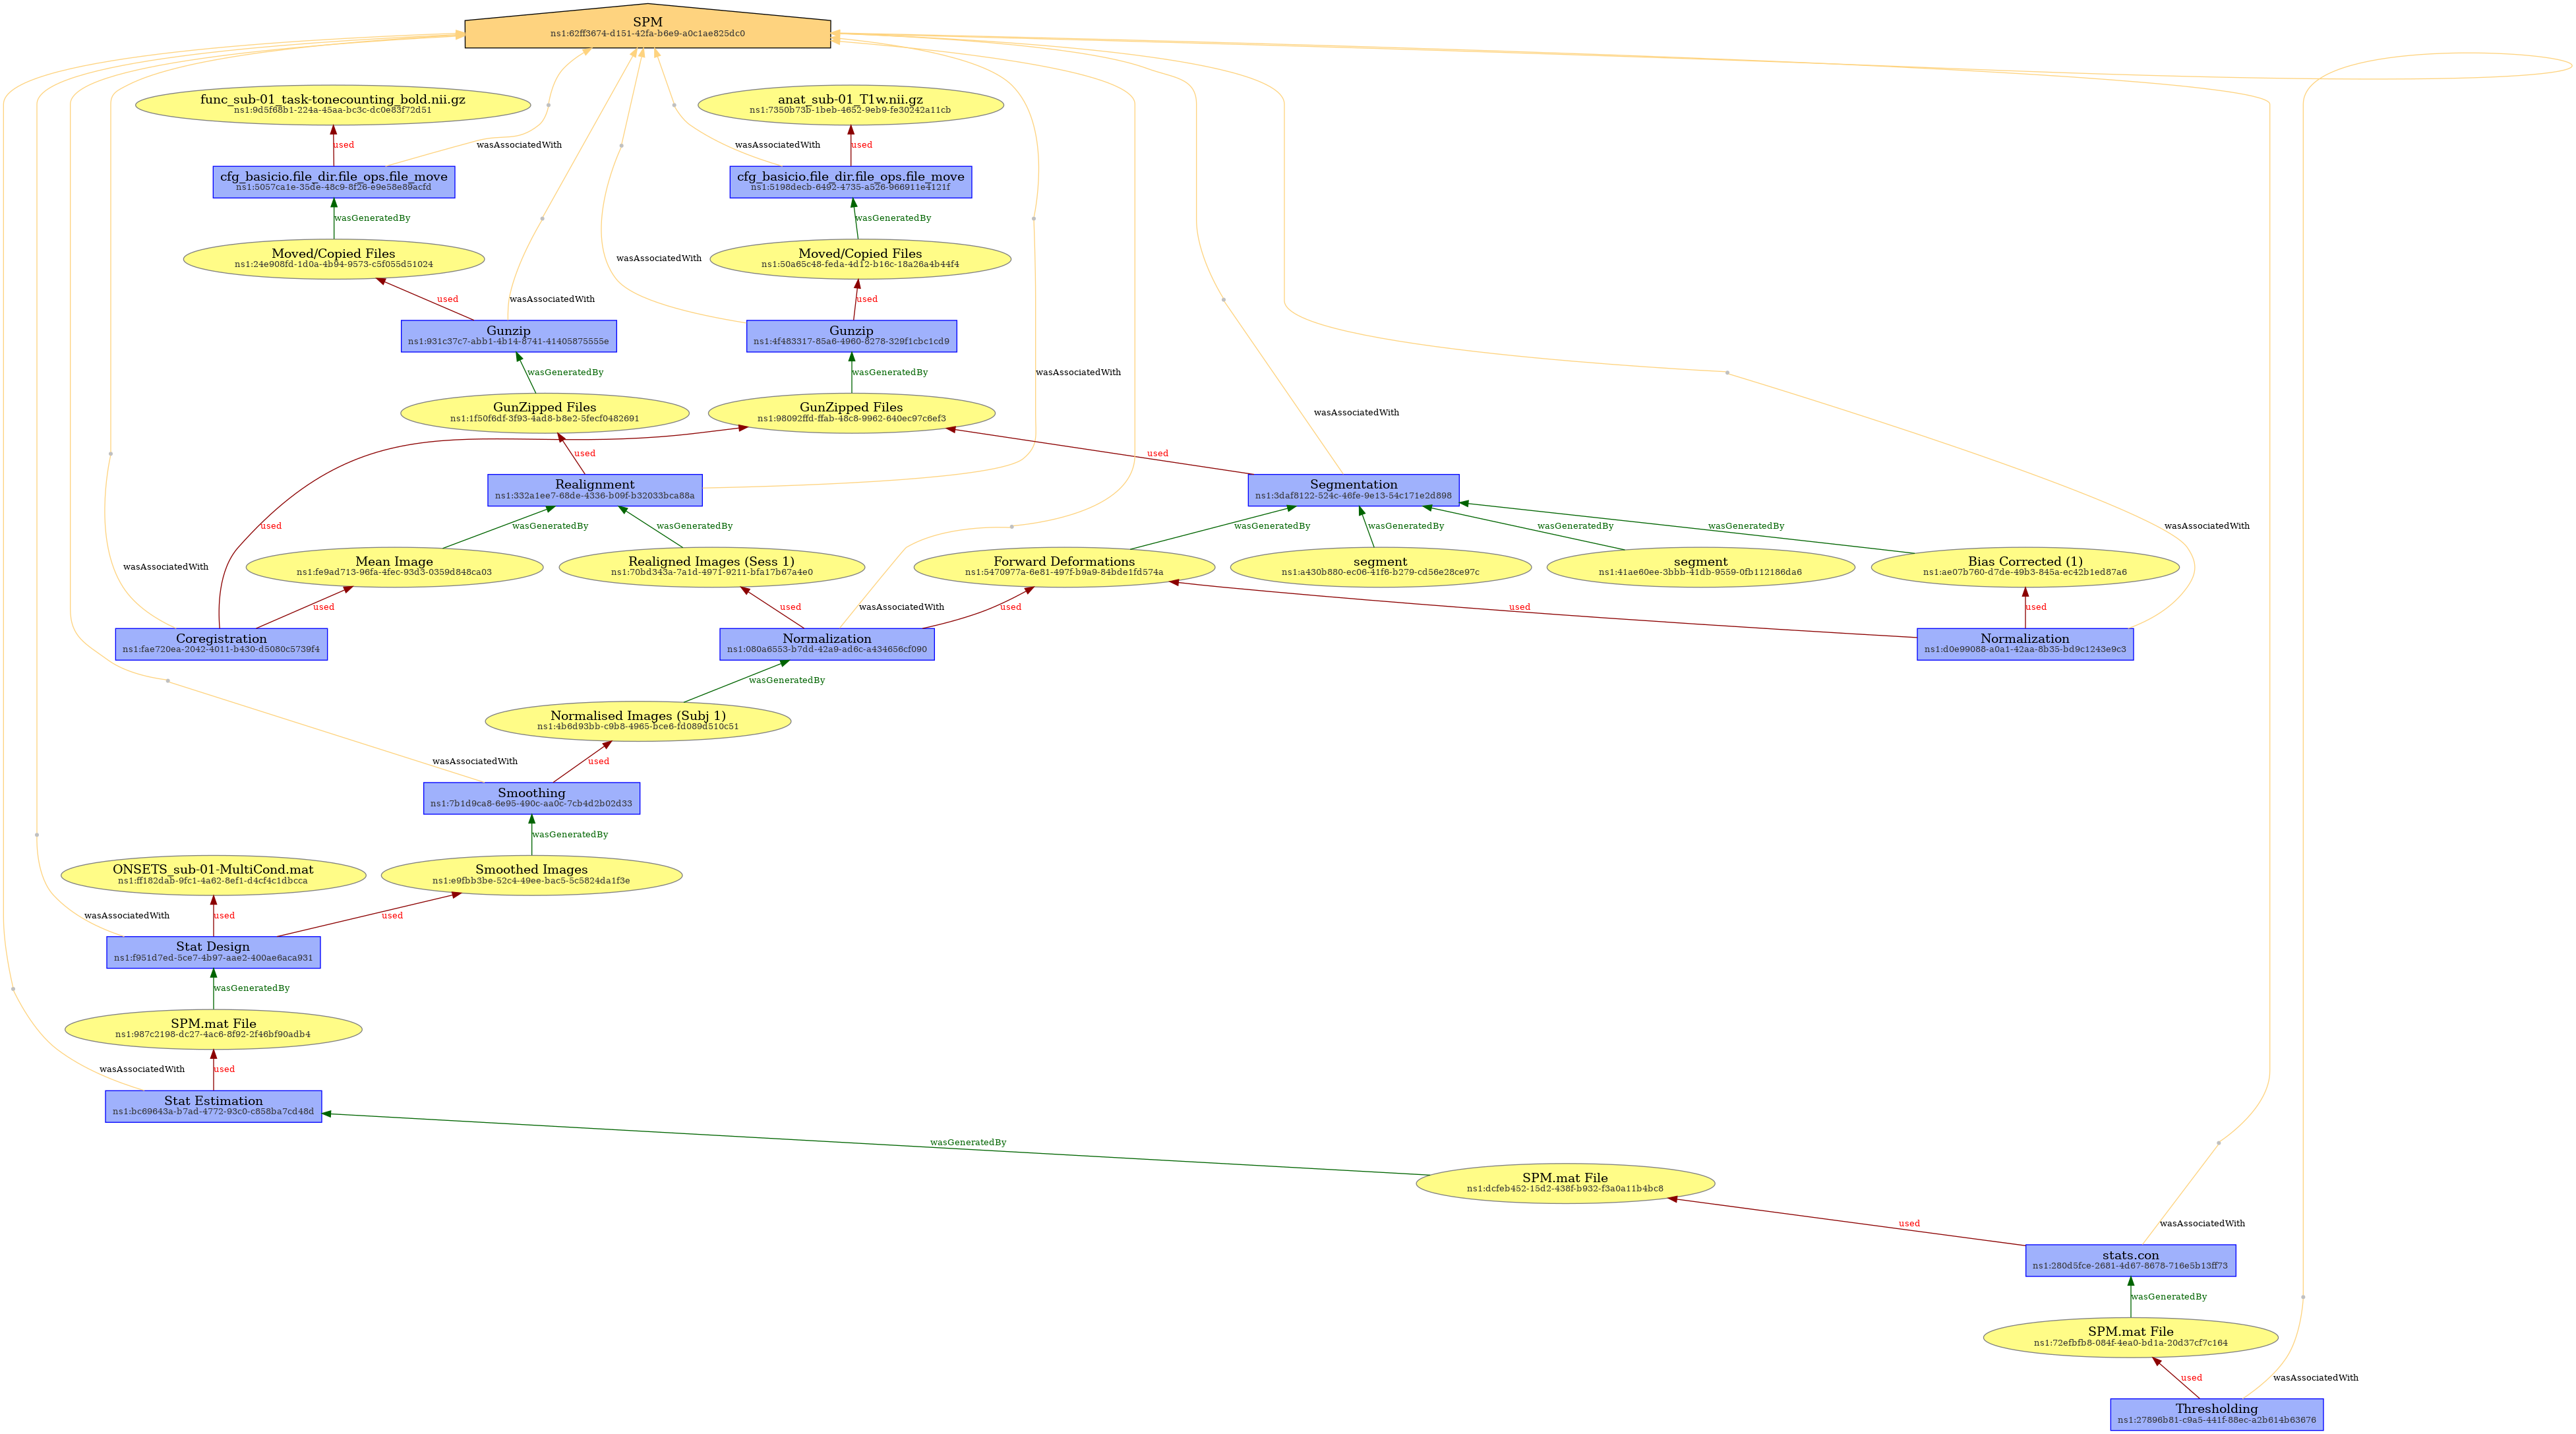 SPM
ns1:62ff3674-d151-42fa-b6e9-a0c1ae825dc0
func_sub-01_task-tonecounting_bold.nii.gz
ns1:9d5f68b1-224a-45aa-bc3c-dc0e83f72d51
anat_sub-01_T1w.nii.gz
ns1:7350b73b-1beb-4652-9eb9-fe30242a11cb
used
wasAssociatedWith
wasAssociatedWith
used
cfg_basicio.file_dir.file_ops.file_move
ns1:5057ca1e-35de-48c9-8f26-e9e58e89acfd
cfg_basicio.file_dir.file_ops.file_move
ns1:5198decb-6492-4735-a526-966911e4121f
wasGeneratedBy
wasGeneratedBy
Moved/Copied Files
ns1:24e908fd-1d0a-4b94-9573-c5f055d51024
Moved/Copied Files
ns1:50a65c48-feda-4d12-b16c-18a26a4b44f4
wasAssociatedWith
used
wasAssociatedWith
used
Gunzip
ns1:931c37c7-abb1-4b14-8741-41405875555e
Gunzip
ns1:4f483317-85a6-4960-8278-329f1cbc1cd9
wasGeneratedBy
wasGeneratedBy
wasAssociatedWith
GunZipped Files
ns1:1f50f6df-3f93-4ad8-b8e2-5fecf0482691
GunZipped Files
ns1:98092ffd-ffab-48c8-9962-640ec97c6ef3
wasAssociatedWith
used
used
Realignment
ns1:332a1ee7-68de-4336-b09f-b32033bca88a
Segmentation
ns1:3daf8122-524c-46fe-9e13-54c171e2d898
used
wasGeneratedBy
wasGeneratedBy
wasGeneratedBy
wasGeneratedBy
wasGeneratedBy
wasGeneratedBy
wasAssociatedWith
wasAssociatedWith
Mean Image
ns1:fe9ad713-96fa-4fec-93d3-0359d848ca03
Realigned Images (Sess 1)
ns1:70bd343a-7a1d-4971-9211-bfa17b67a4e0
Forward Deformations
ns1:5470977a-6e81-497f-b9a9-84bde1fd574a
segment
ns1:a430b880-ec06-41f6-b279-cd56e28ce97c
segment
ns1:41ae60ee-3bbb-41db-9559-0fb112186da6
Bias Corrected (1)
ns1:ae07b760-d7de-49b3-845a-ec42b1ed87a6
used
used
wasAssociatedWith
used
used
used
Coregistration
ns1:fae720ea-2042-4011-b430-d5080c5739f4
Normalization
ns1:080a6553-b7dd-42a9-ad6c-a434656cf090
Normalization
ns1:d0e99088-a0a1-42aa-8b35-bd9c1243e9c3
wasGeneratedBy
Normalised Images (Subj 1)
ns1:4b6d93bb-c9b8-4965-bce6-fd089d510c51
wasAssociatedWith
used
Smoothing
ns1:7b1d9ca8-6e95-490c-aa0c-7cb4d2b02d33
wasGeneratedBy
ONSETS_sub-01-MultiCond.mat
ns1:ff182dab-9fc1-4a62-8ef1-d4cf4c1dbcca
Smoothed Images
ns1:e9fbb3be-52c4-49ee-bac5-5c5824da1f3e
wasAssociatedWith
used
used
Stat Design
ns1:f951d7ed-5ce7-4b97-aae2-400ae6aca931
wasGeneratedBy
SPM.mat File
ns1:987c2198-dc27-4ac6-8f92-2f46bf90adb4
wasAssociatedWith
used
Stat Estimation
ns1:bc69643a-b7ad-4772-93c0-c858ba7cd48d
wasGeneratedBy
SPM.mat File
ns1:dcfeb452-15d2-438f-b932-f3a0a11b4bc8
used
wasAssociatedWith
stats.con
ns1:280d5fce-2681-4d67-8678-716e5b13ff73
wasGeneratedBy
SPM.mat File
ns1:72efbfb8-084f-4ea0-bd1a-20d37cf7c164
used
wasAssociatedWith
Thresholding
ns1:27896b81-c9a5-441f-88ec-a2b614b63676